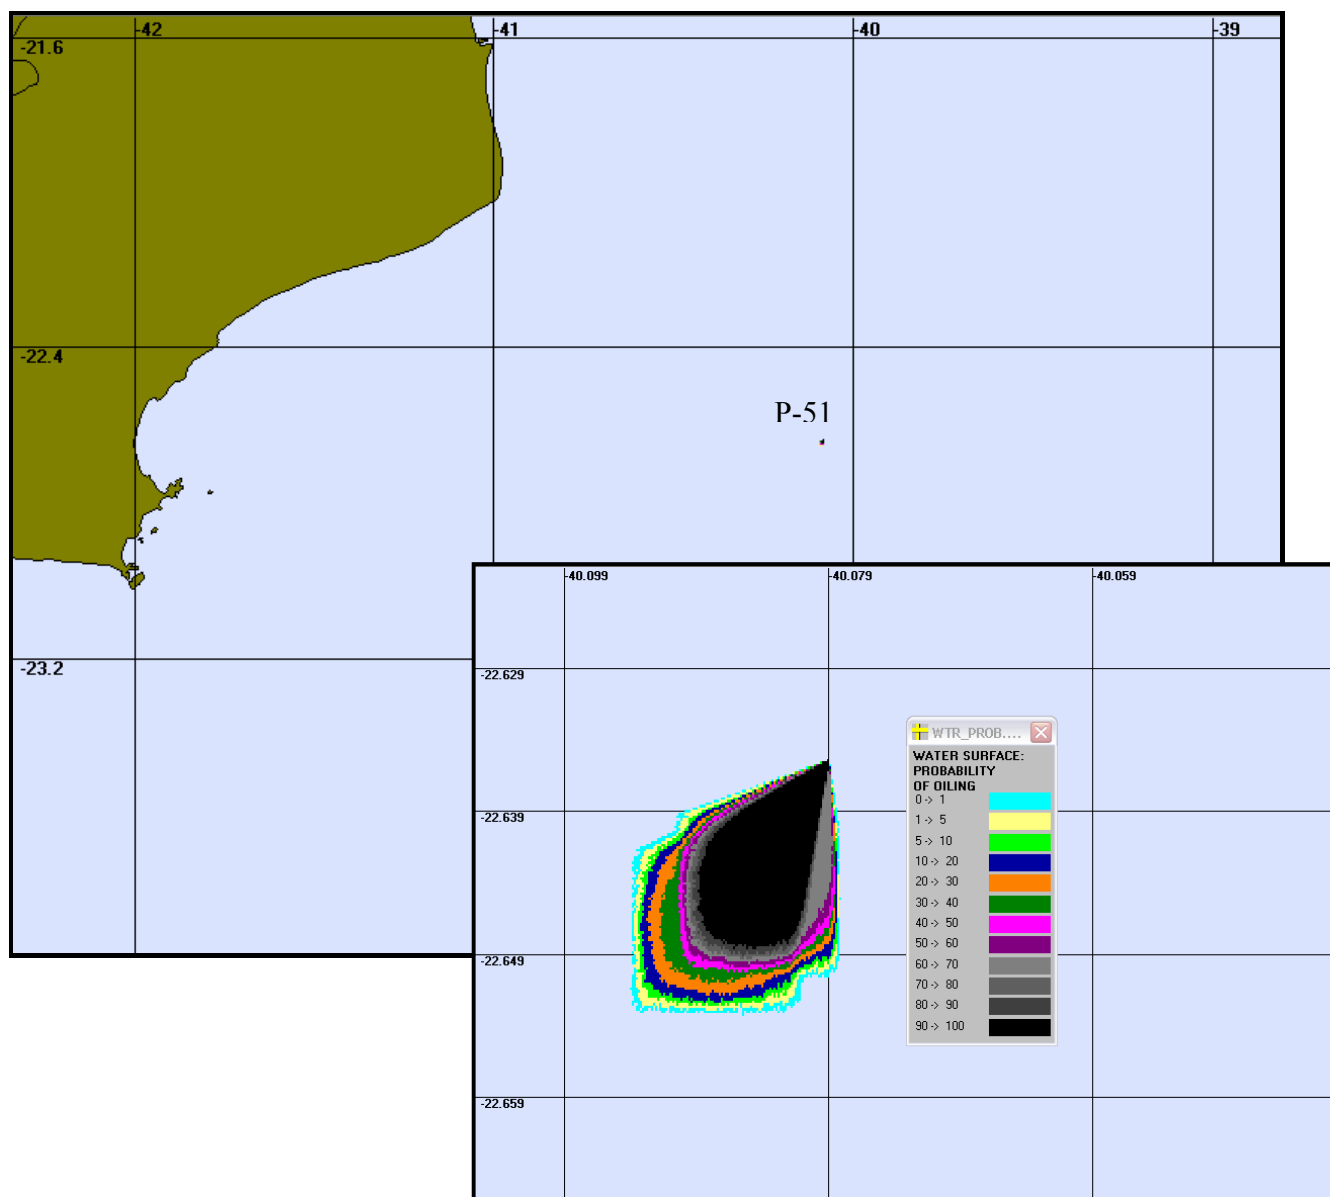 -42
-41
-40
-39
-21.6
-22.4
P-51
-23.2
-40.099
-40.079
-40.059
-22.629
-22.639
-22.649
-22.659
WTR_PROB....
WATER SURFACE:
PROBABILITY
OF OILING
0 -> 1
1 -> 5
5 -> 10
10 -> 20
20 -> 30
30 -> 40
40 -> 50
50 -> 60
60 -> 70
70 -> 80
80 -> 90
90 -> 100